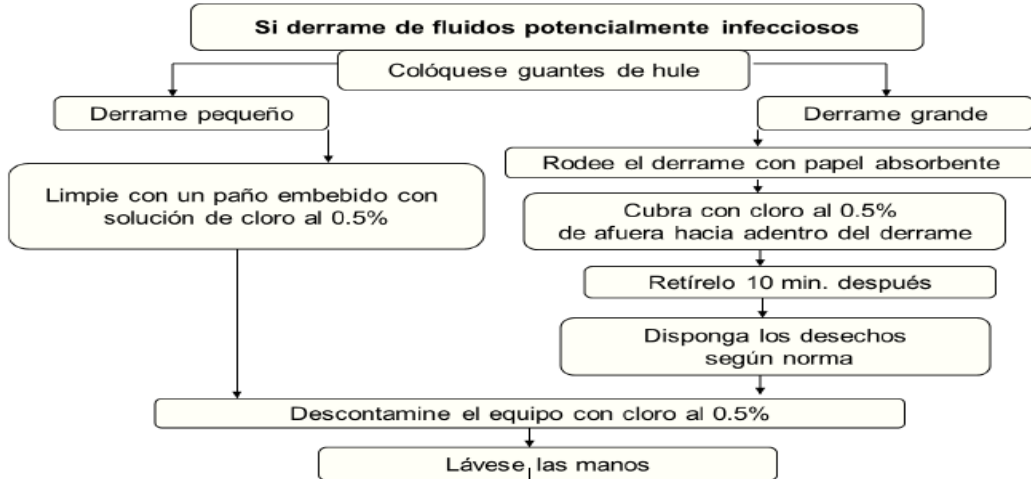 Si derrame de fluidos potencialmente infecciosos
Colóquese guantes de hule
Derrame pequeño
Derrame grande
Limpie con un paño embebido con
solución de cloro al 0.5%
Rodee el derrame con papel absorbente
Cubra con cloro al 0.5%
de afuera hacia adentro del derrame
Retírelo 10 min. después
Disponga los desechos
según norma
Descontamine el equipo con cloro al 0.5%
Lávese las manos